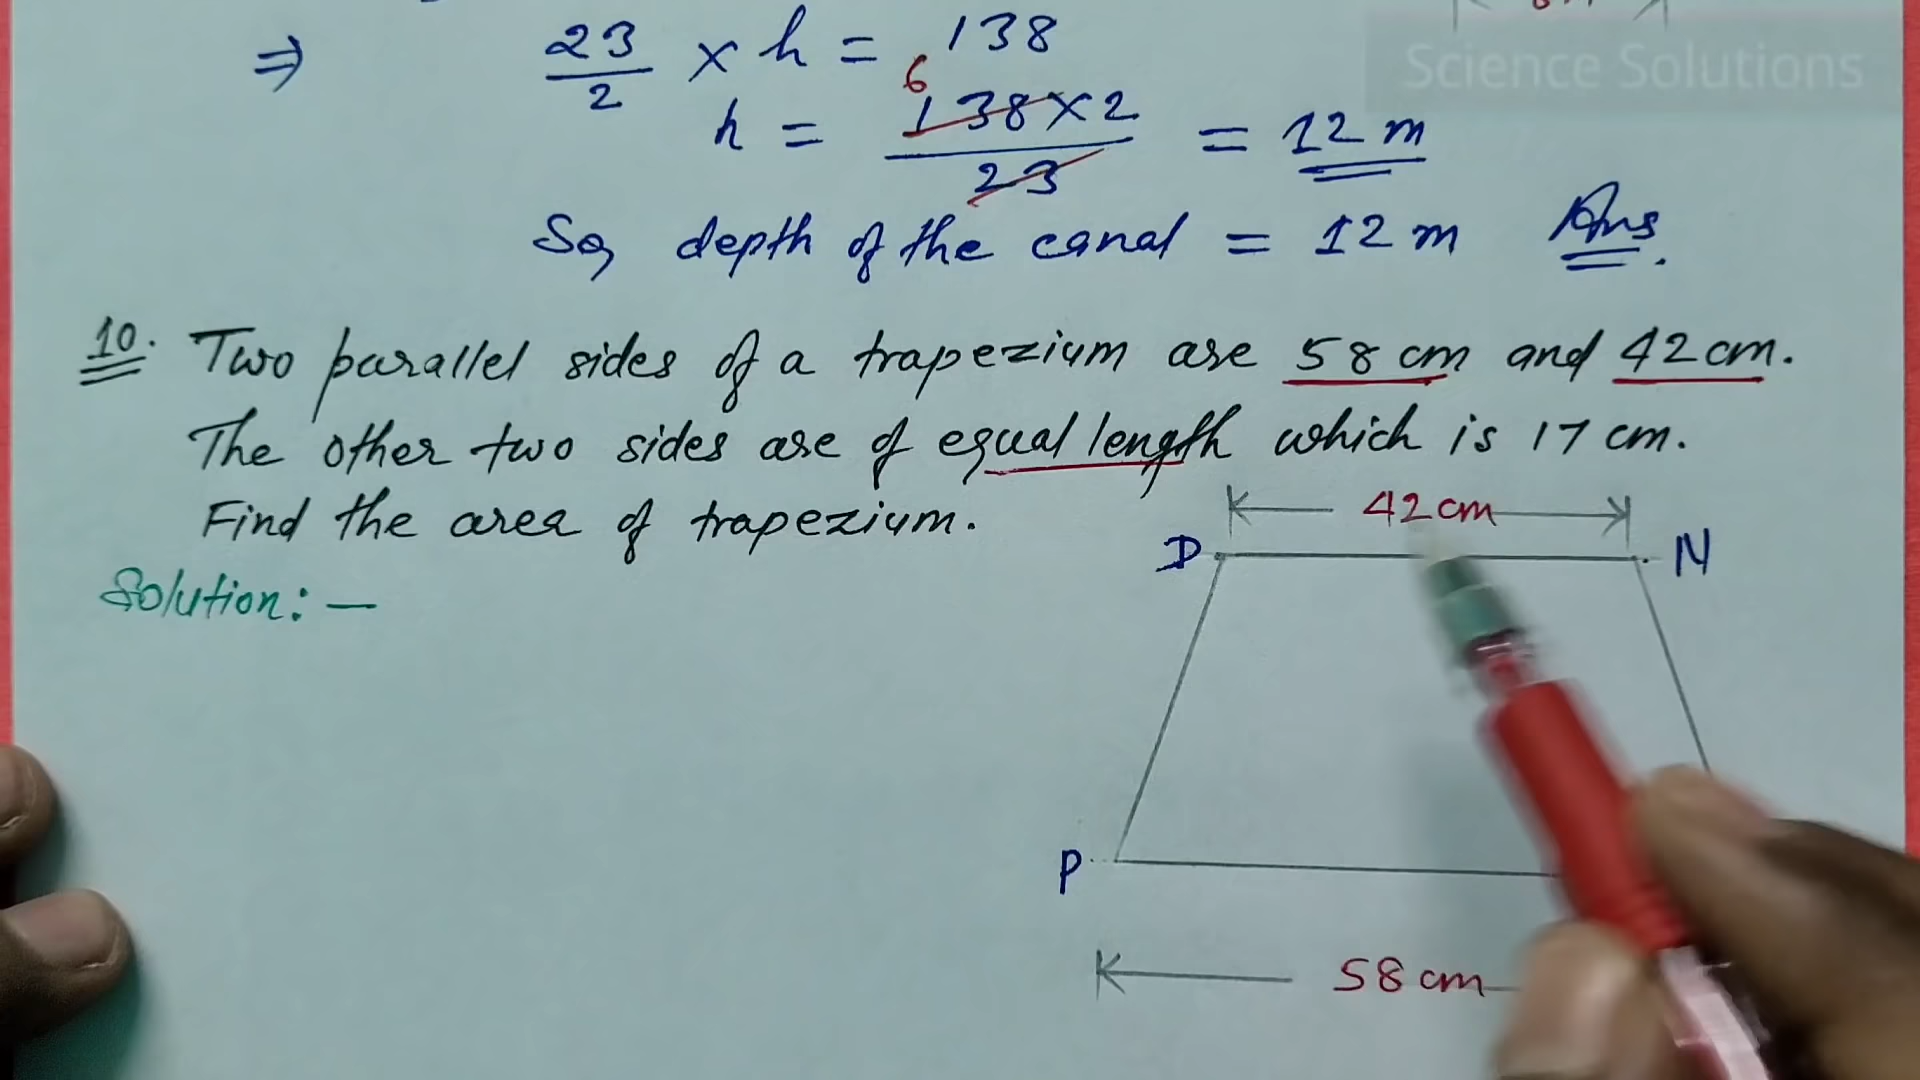 ⇒ 23/2 × h = 138
h = 138×2/23 = 12 m
6
So, depth of the canal = 12 m Ans.
10. Two parallel sides of a trapezium are 58 cm and 42 cm.
The other two sides are of equal length which is 17 cm.
Find the area of trapezium.
Solution:—
42 cm
D N
P
58 cm
Science Solutions